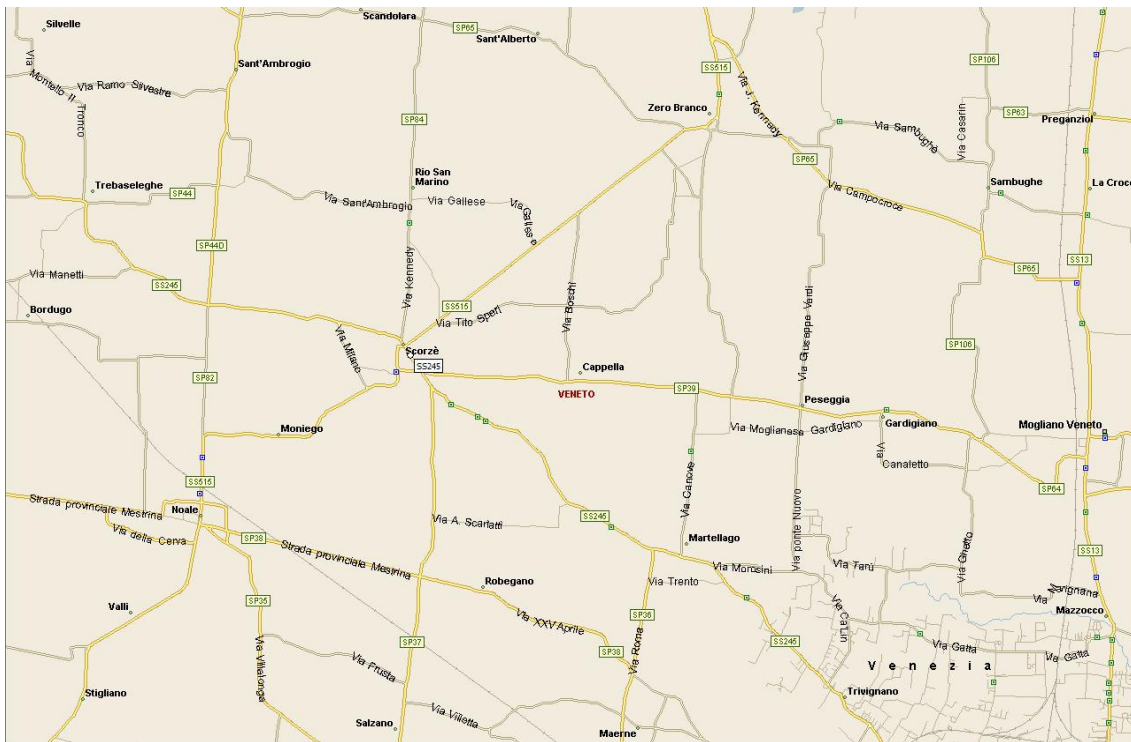 Silvelle
Scandolara
SP65
Sant'Alberto
Sant'Ambrogio
Via Montello II Tronco
Via Ramo Silvestre
SS515
Via J. Kennedy
SP106
Zero Branco
SP84
Via Sambughè
Via Casarin
SP63
Preganziol
SP65
Rio San
Marino
Trebaseleghe
SP44
Via Sant'Ambrogio
Via Gallese
Via Gallese
Via Campocroce
Sambughe
La Croce
SP44D
Via Kennedy
SS13
SP65
Via Manetti
SS245
Bordugo
SS515
Via Tito Speri
Via Boschi
Via Giuseppe Verdi
SP106
Via Milano
Scorzè
SS245
Cappella
SP82
VENETO
SP39
Peseggia
Gardigiano
Mogliano Veneto
Moniego
Via Moglianese Gardigiano
Via Canaletto
SS515
Via Canove
SP64
Strada provinciale Mestrina
Noale
Via A. Scarlatti
SS245
Via ponte Nuovo
Via della Cerva
SP38
Strada provinciale Mestrina
Martellago
Via Ghetto
SS13
Via Morosini
Via Tarù
Robegano
Via Trento
Via Marignana
Valli
SP35
Via XXV Aprile
SP36
Via Ca'Lin
Mazzocco
SP37
Via Roma
SS245
Via Gatta
Via Gatta
SP38
Via Villalonga
Via Frusta
Venezia
Stigliano
Trivignano
Salzano
Via Villetta
Maerne